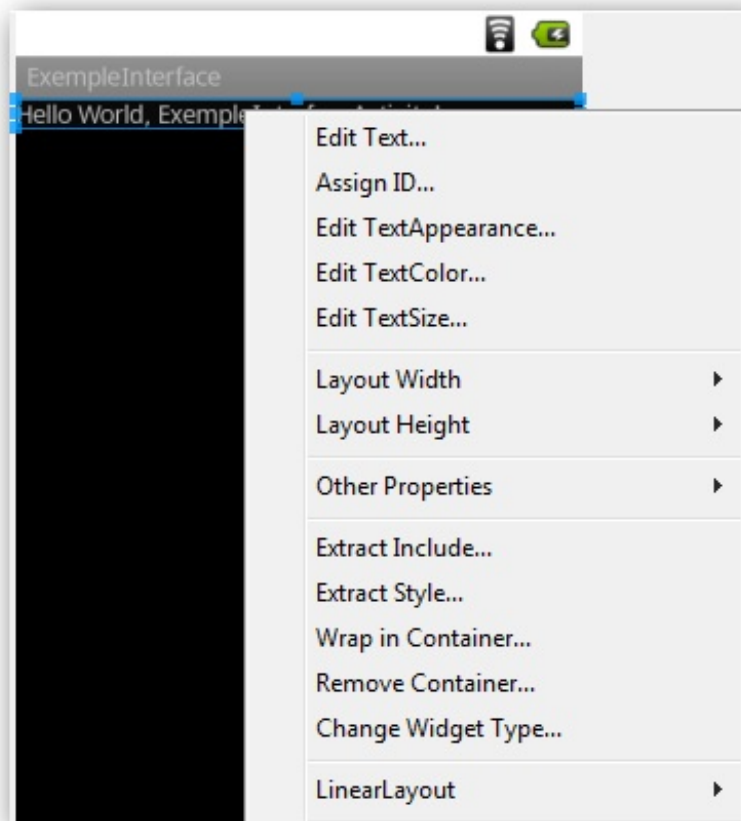 ExempleInterface
Hello World, Exemple
Edit Text...
Assign ID...
Edit TextAppearance...
Edit TextColor...
Edit TextSize...
Layout Width
Layout Height
Other Properties
Extract Include...
Extract Style...
Wrap in Container...
Remove Container...
Change Widget Type...
LinearLayout